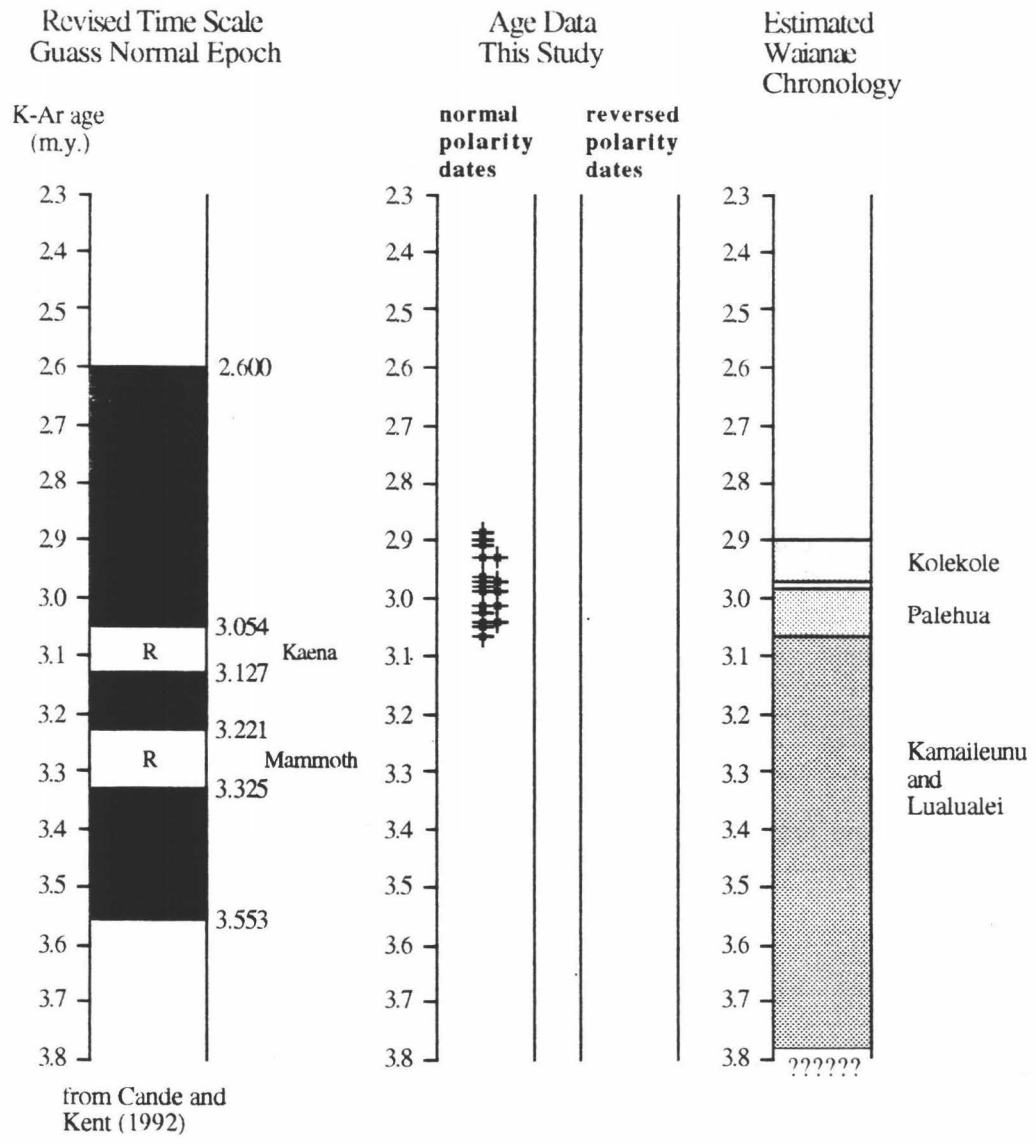 Revised Time Scale
Guass Normal Epoch
K-Ar age
(m.y.)
2.3
2.4
2.5
2.6
2.7
2.8
2.9
3.0
3.1
3.2
3.3
3.4
3.5
3.6
3.7
3.8
2.600
3.054
R
Kaena
3.127
3.221
R
Mammoth
3.325
3.553
from Cande and
Kent (1992)
Age Data
This Study
normal
polarity
dates
reversed
polarity
dates
2.3
2.4
2.5
2.6
2.7
2.8
2.9
3.0
3.1
3.2
3.3
3.4
3.5
3.6
3.7
3.8
Estimated
Waianae
Chronology
2.3
2.4
2.5
2.6
2.7
2.8
2.9
3.0
3.1
3.2
3.3
3.4
3.5
3.6
3.7
3.8
Kolekole
Palehua
Kamaileunu
and
Lualualei
??????